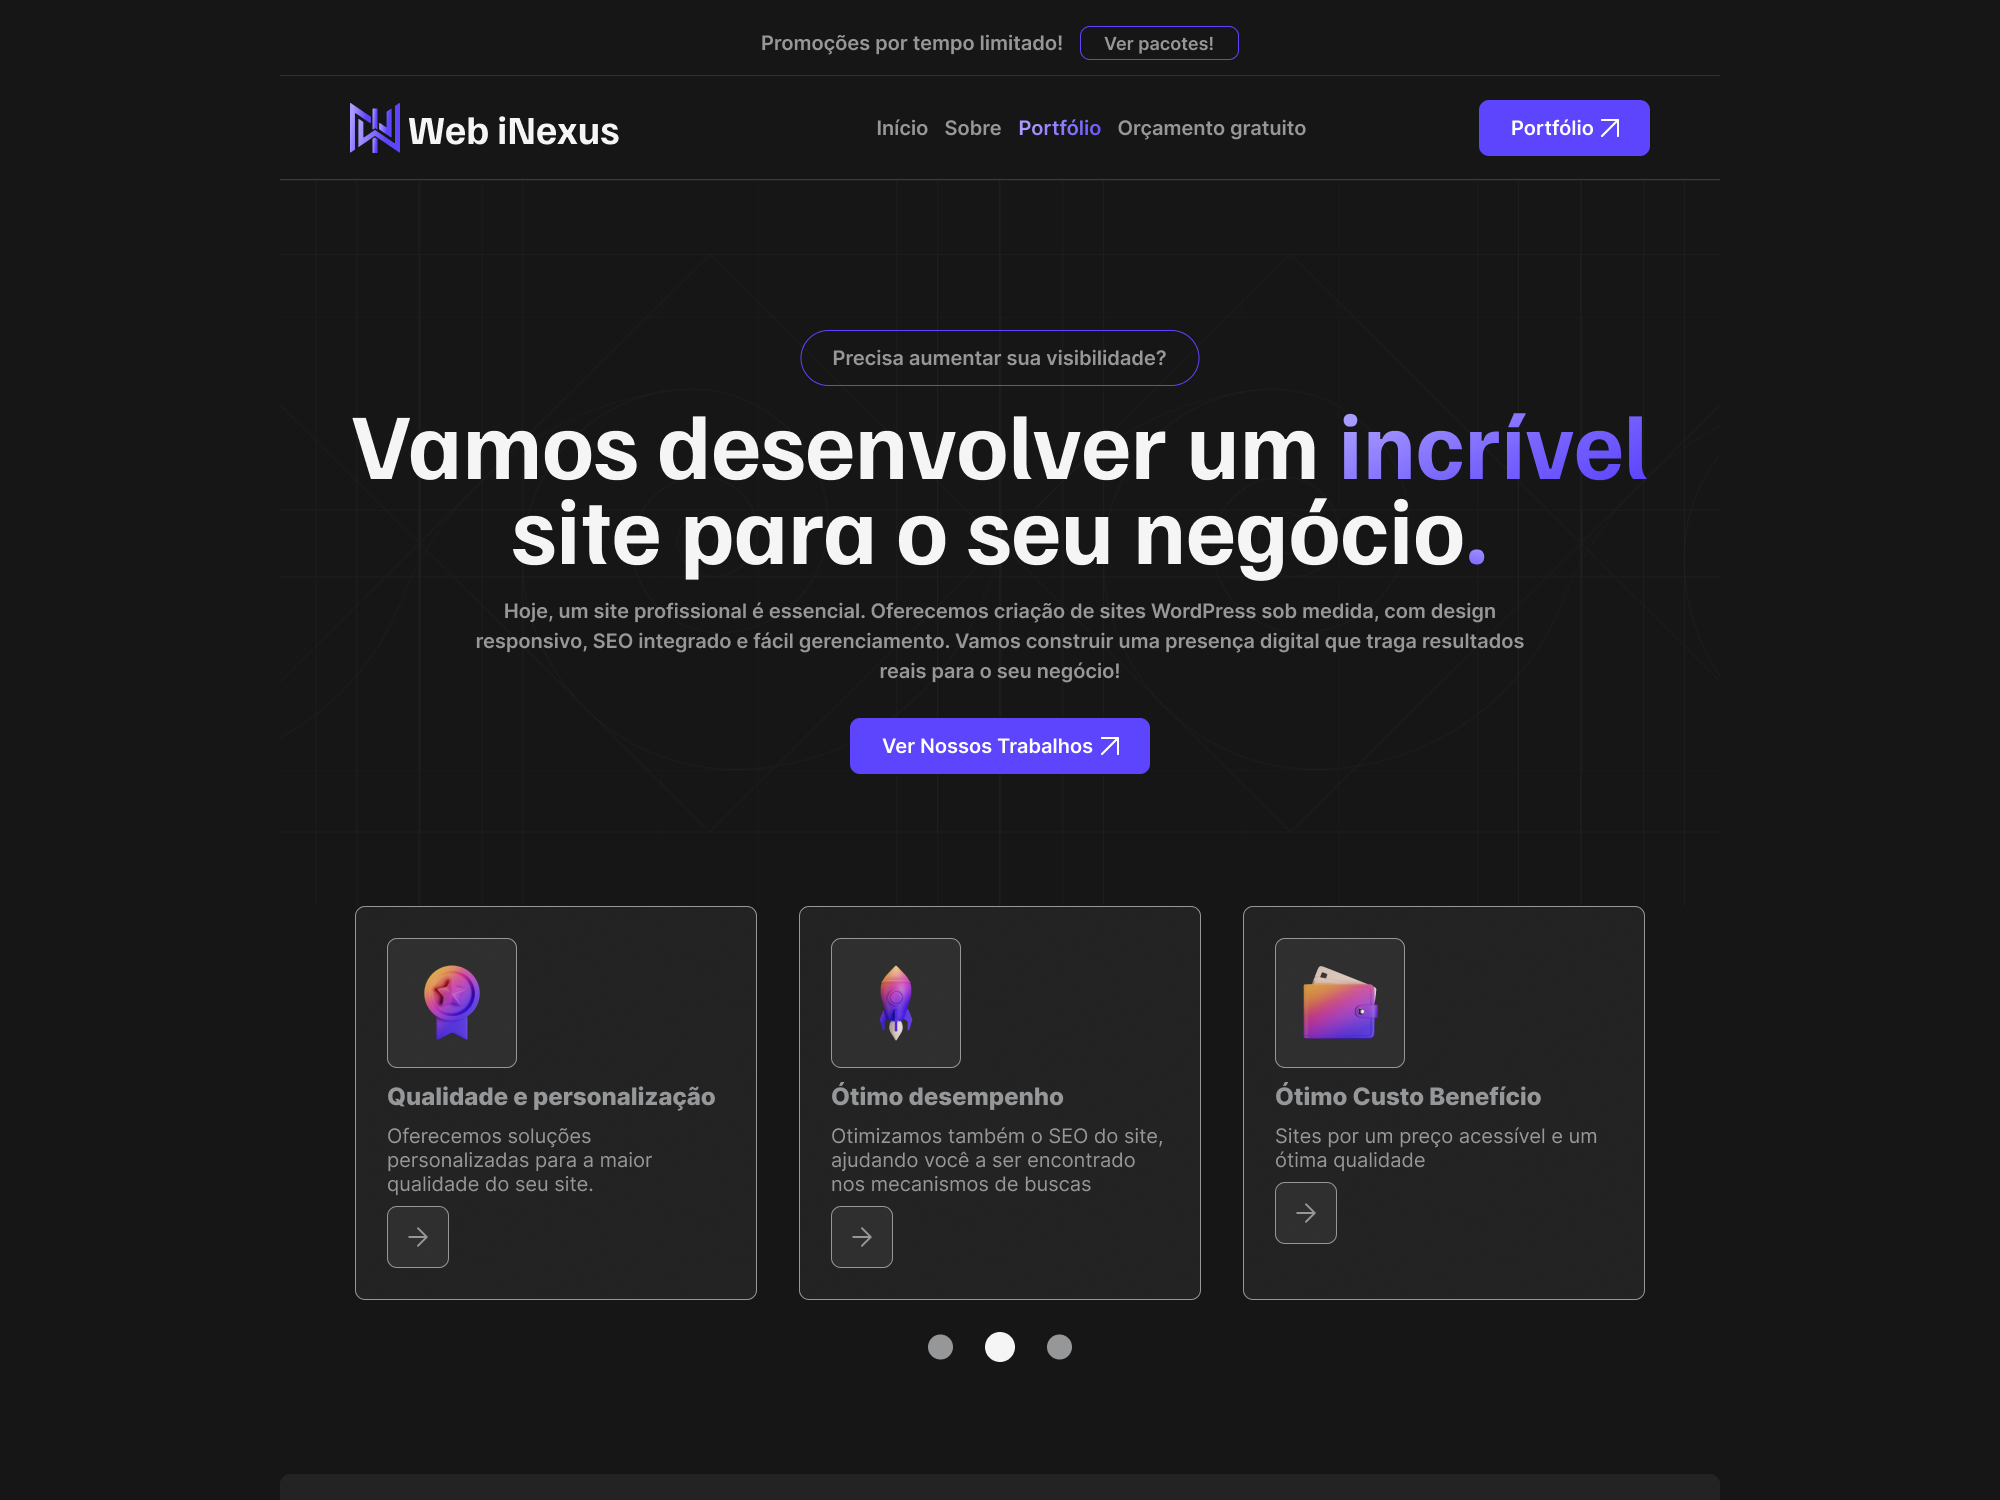 Promoções por tempo limitado! Ver pacotes!
Web iNexus Início Sobre Portfólio Orçamento gratuito Portfólio
Precisa aumentar sua visibilidade?
Vamos desenvolver um incrível
site para o seu negócio.
Hoje, um site profissional é essencial. Oferecemos criação de sites WordPress sob medida, com design
responsivo, SEO integrado e fácil gerenciamento. Vamos construir uma presença digital que traga resultados
reais para o seu negócio!
Ver Nossos Trabalhos
Qualidade e personalização
Oferecemos soluções
personalizadas para a maior
qualidade do seu site.
Ótimo desempenho
Otimizamos também o SEO do site,
ajudando você a ser encontrado
nos mecanismos de buscas
Ótimo Custo Benefício
Sites por um preço acessível e um
ótima qualidade